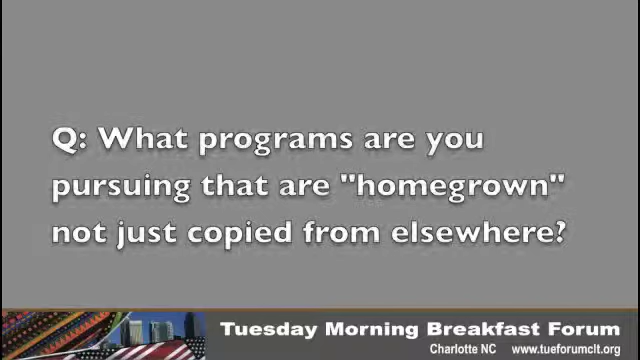 Q: What programs are you
pursuing that are "homegrown"
not just copied from elsewhere?
Tuesday Morning Breakfast Forum
Charlotte NC www.tueforumclt.org